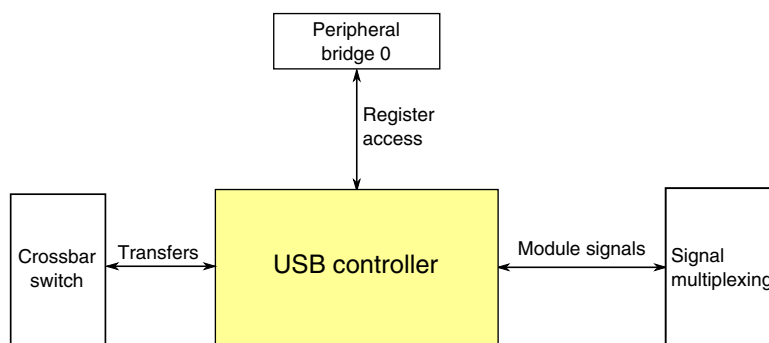 Peripheral
bridge 0
Register
access
Crossbar
switch
Transfers
USB controller
Module signals
Signal
multiplexing